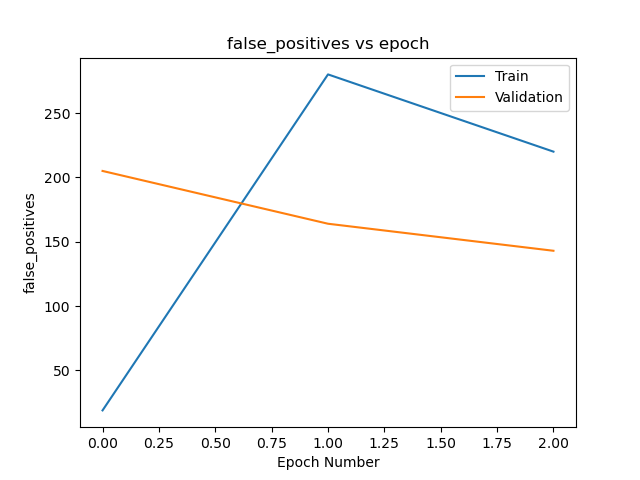 false_positives vs epoch
Train
Validation
false_positives
250
200
150
100
50
0.00 0.25 0.50 0.75 1.00 1.25 1.50 1.75 2.00
Epoch Number